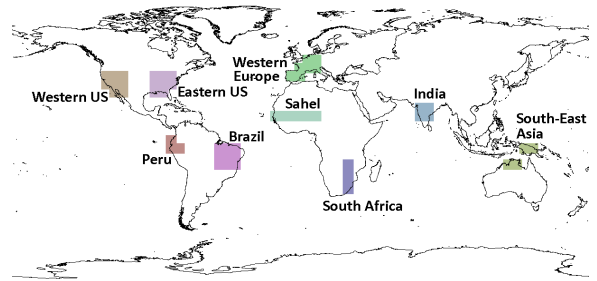 Western
Europe
Western US
Eastern US
Sahel
India
South-East
Asia
Brazil
Peru
South Africa